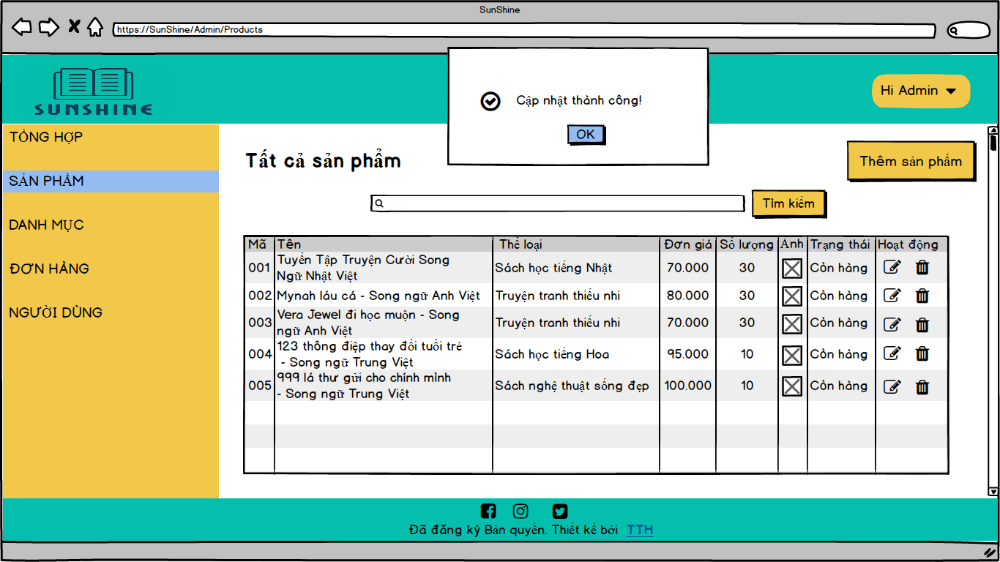 SunShine
https://SunShine/Admin/Products
SUNSHINE
Cập nhật thành công!
OK
Hi Admin
TỔNG HỢP
SẢN PHẨM
DANH MỤC
ĐƠN HÀNG
NGƯỜI DÙNG
Tất cả sản phẩm
Thêm sản phẩm
Tìm kiếm
Mã Tên Thể loại Đơn giá Số lượng Ảnh Trạng thái Hoạt động
001 Tuyển Tập Truyện Cười Song
Ngữ Nhật Việt Sách học tiếng Nhật 70.000 30 Còn hàng
002 Mynah láu cá - Song ngữ Anh Việt Truyện tranh thiếu nhi 80.000 30 Còn hàng
003 Vera Jewel đi học muộn - Song
ngữ Anh Việt Truyện tranh thiếu nhi 70.000 30 Còn hàng
004 123 thông điệp thay đổi tuổi trẻ
- Song ngữ Trung Việt Sách học tiếng Hoa 95.000 10 Còn hàng
005 999 lá thư gửi cho chính mình
- Song ngữ Trung Việt Sách nghệ thuật sống đẹp 100.000 10 Còn hàng
Đã đăng ký Bản quyền. Thiết kế bởi TTH